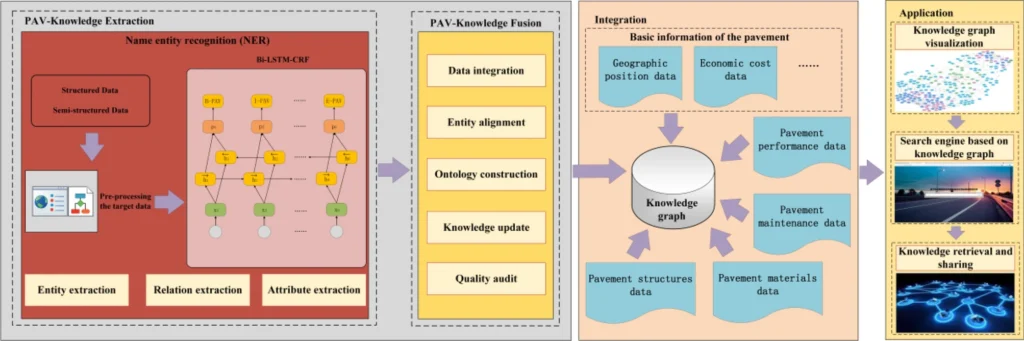 PAV-Knowledge Extraction
Name entity recognition (NER)
Structured Data
Semi-structured Data
Pre-processing
the target data
Bi-LSTM-CRF
......
......
......
......
Entity extraction
Relation extraction
Attribute extraction
PAV-Knowledge Fusion
Data integration
Entity alignment
Ontology construction
Knowledge update
Quality audit
Integration
Basic information of the pavement
Geographic
position data
Economic cost
data
......
Pavement
performance data
Knowledge
graph
Pavement
maintenance data
Pavement structures
data
Pavement materials
data
Application
Knowledge graph
visualization
Search engine based on
knowledge graph
Knowledge retrieval and
sharing